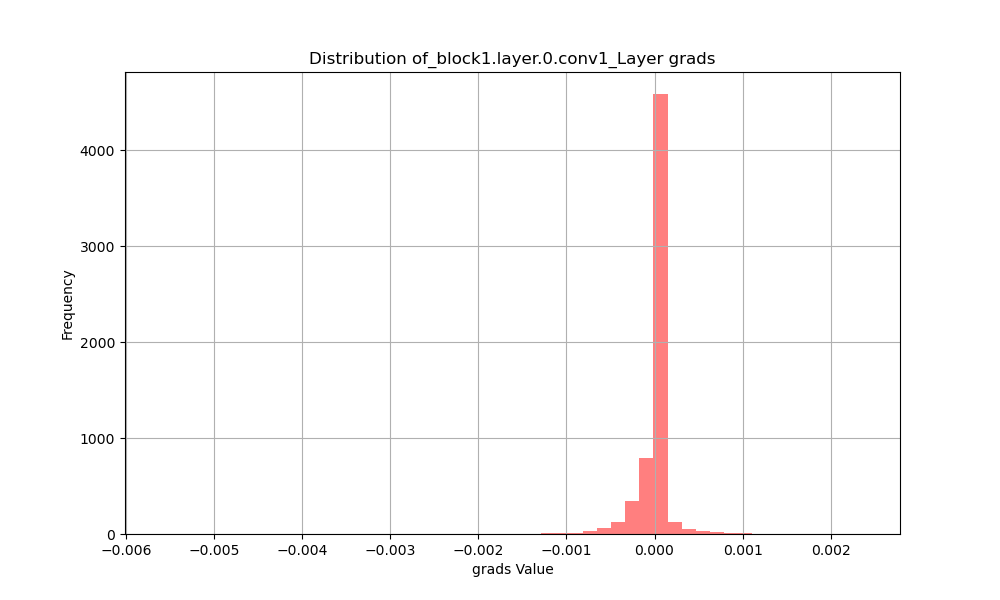 Distribution of_block1.layer.0.conv1_Layer grads
Frequency
4000
3000
2000
1000
0
−0.006 −0.005 −0.004 −0.003 −0.002 −0.001 0.000 0.001 0.002
grads Value